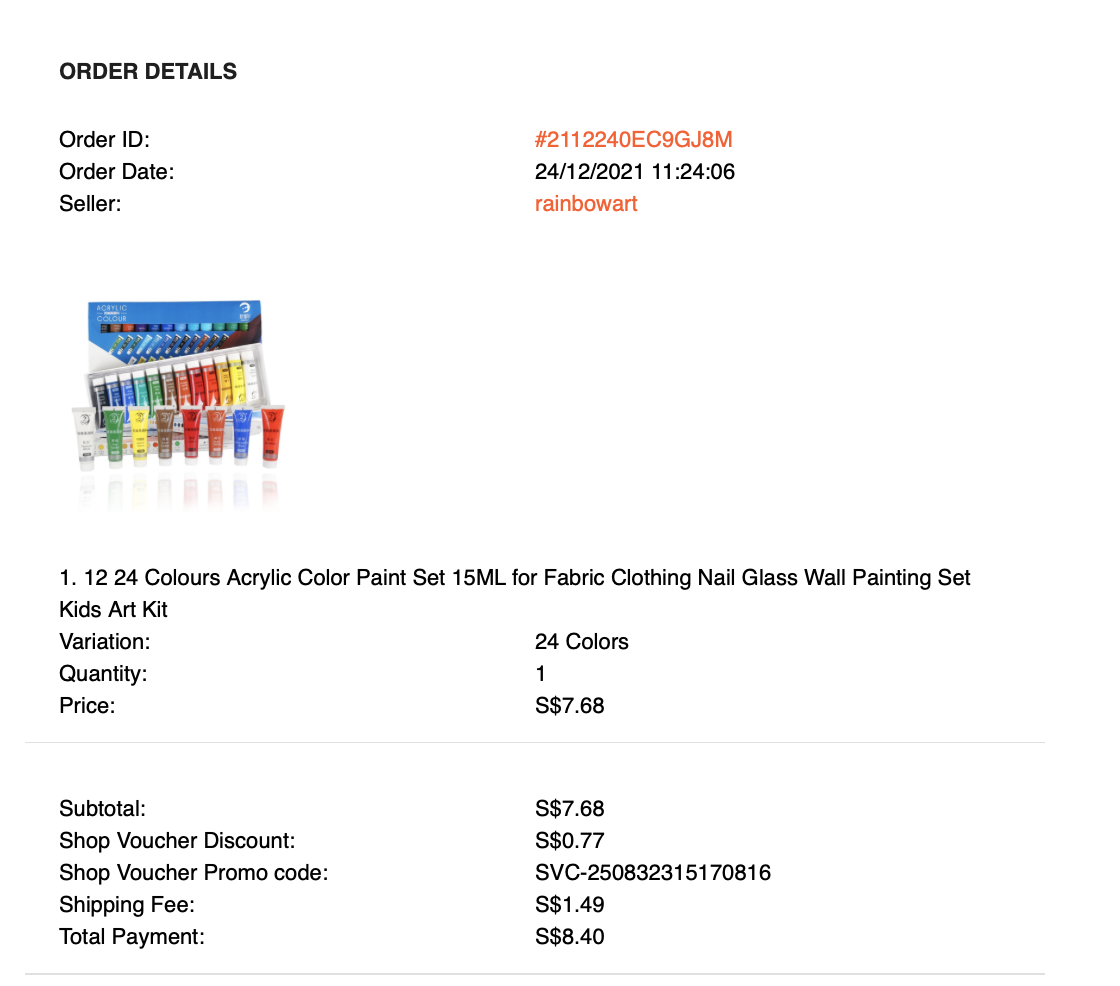 ORDER DETAILS
Order ID: #2112240EC9GJ8M
Order Date: 24/12/2021 11:24:06
Seller: rainbowart
ACRYLIC
COLOUR
1. 12 24 Colours Acrylic Color Paint Set 15ML for Fabric Clothing Nail Glass Wall Painting Set
Kids Art Kit
Variation: 24 Colors
Quantity: 1
Price: S$7.68
Subtotal: S$7.68
Shop Voucher Discount: S$0.77
Shop Voucher Promo code: SVC-250832315170816
Shipping Fee: S$1.49
Total Payment: S$8.40